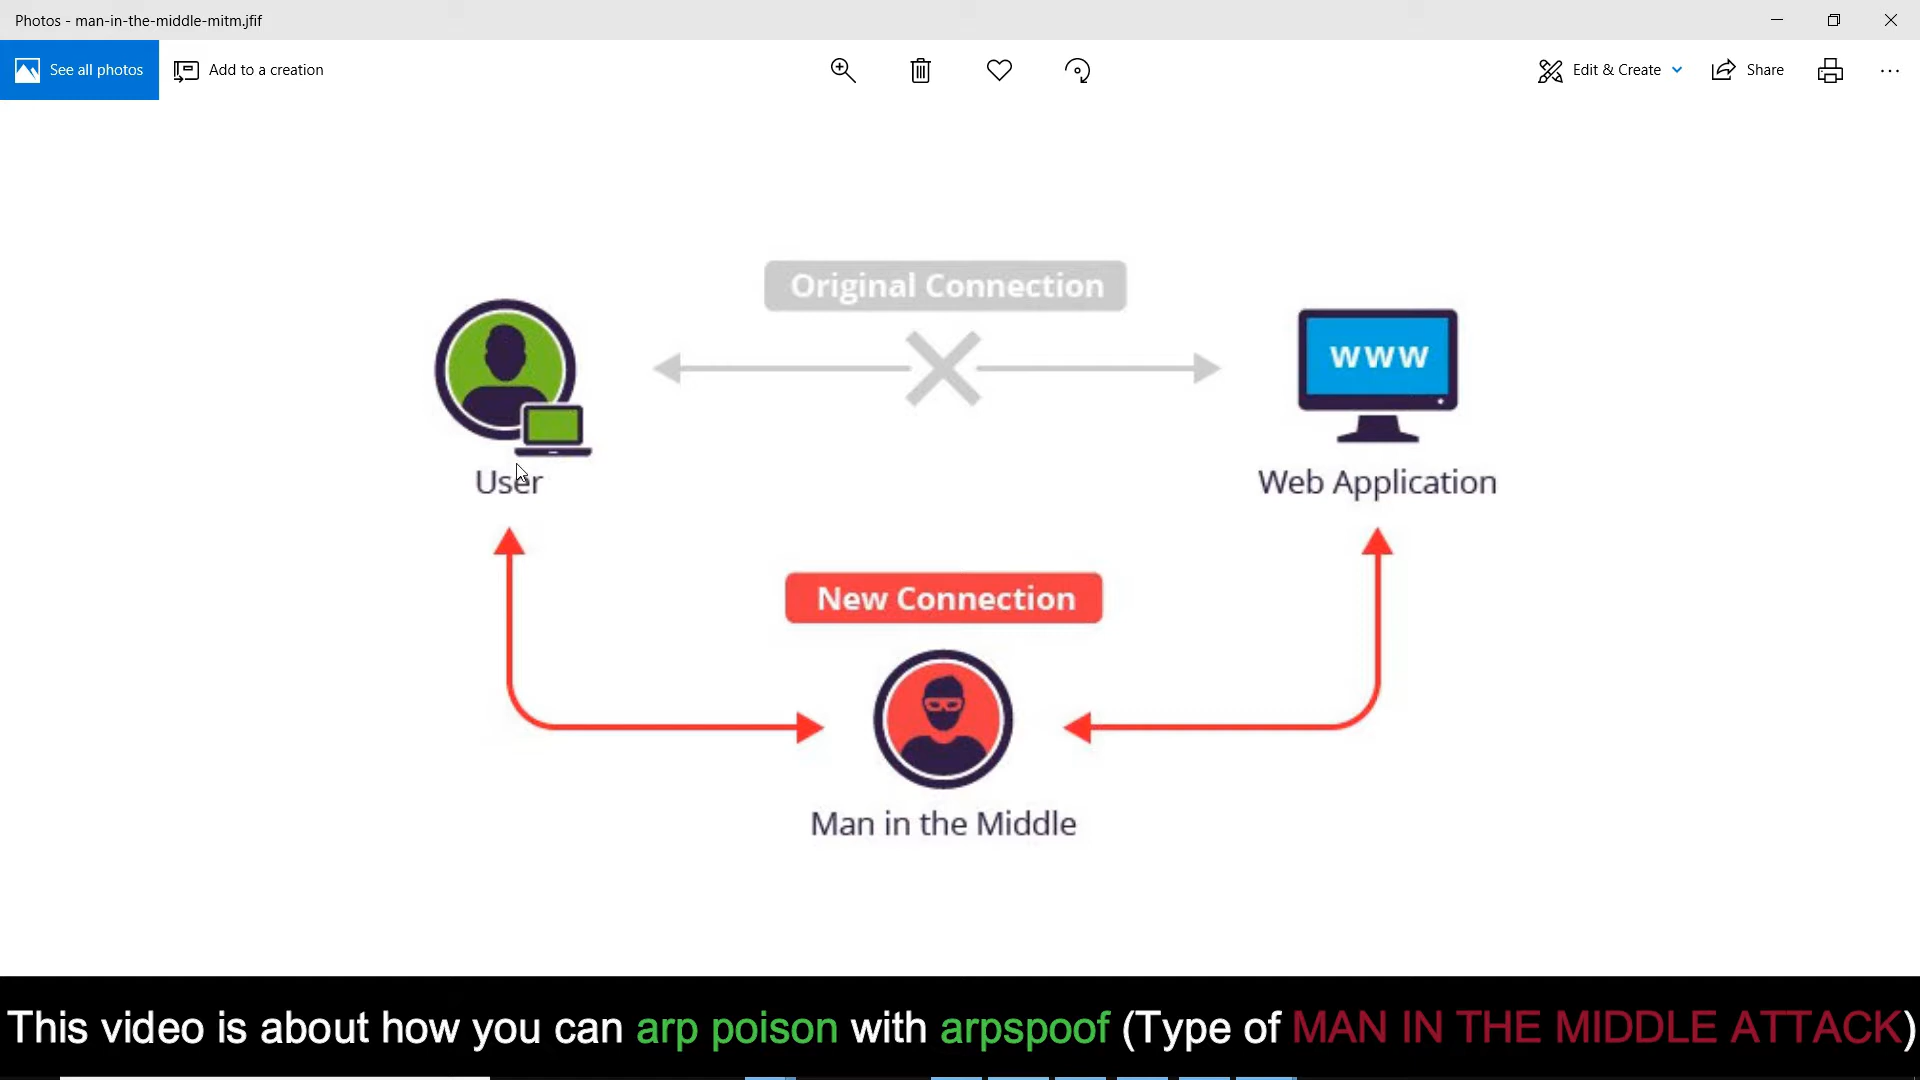 Photos - man-in-the-middle-mitm.jfif
See all photos
Add to a creation
Edit & Create
Share
Original Connection
www
User
Web Application
New Connection
Man in the Middle
This video is about how you can arp poison with arpspoof (Type of MAN IN THE MIDDLE ATTACK)